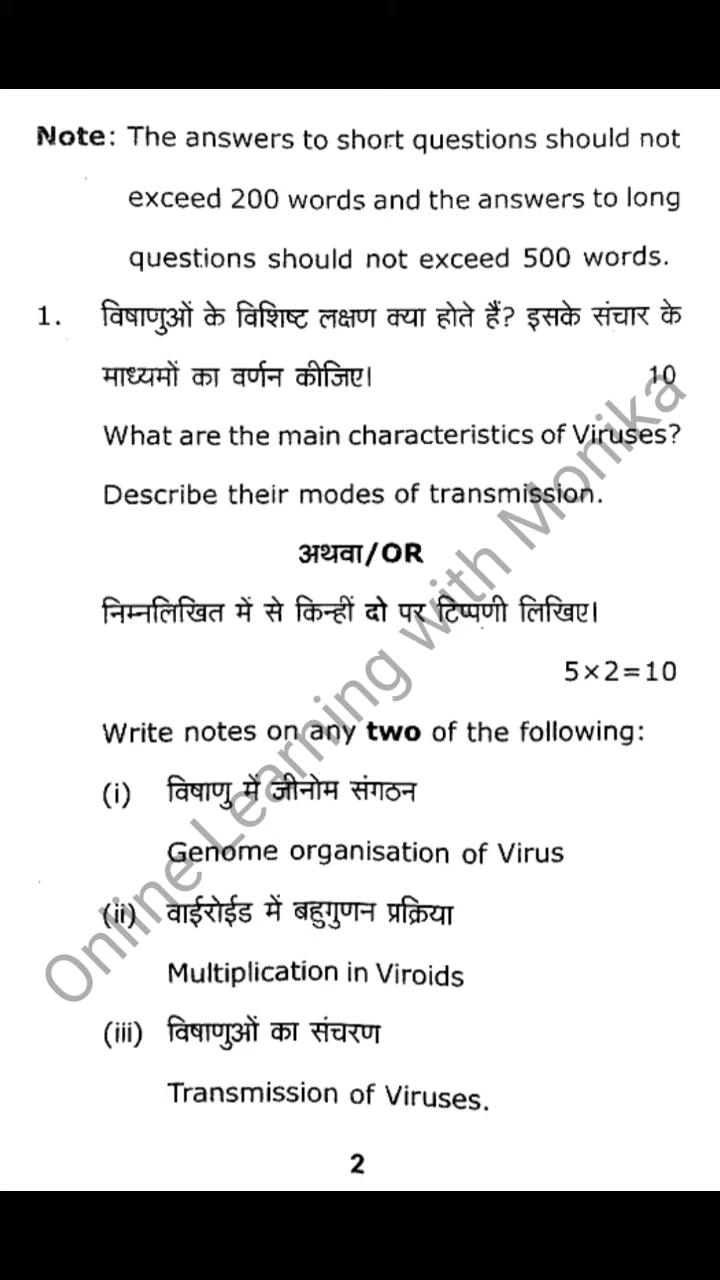 Note: The answers to short questions should not
exceed 200 words and the answers to long
questions should not exceed 500 words.
1. विषाणुओं के विशिष्ट लक्षण क्या होते हैं? इसके संचार के
माध्यमों का वर्णन कीजिए। 10
What are the main characteristics of Viruses?
Describe their modes of transmission.
अथवा/OR
निम्नलिखित में से किन्हीं दो पर टिप्पणी लिखिए।
5×2=10
Write notes on any two of the following:
(i) विषाणु में जीनोम संगठन
Genome organisation of Virus
(ii) वाईरोईड में बहुगुणन प्रक्रिया
Multiplication in Viroids
(iii) विषाणुओं का संचरण
Transmission of Viruses.
2
Online Learning with Monika